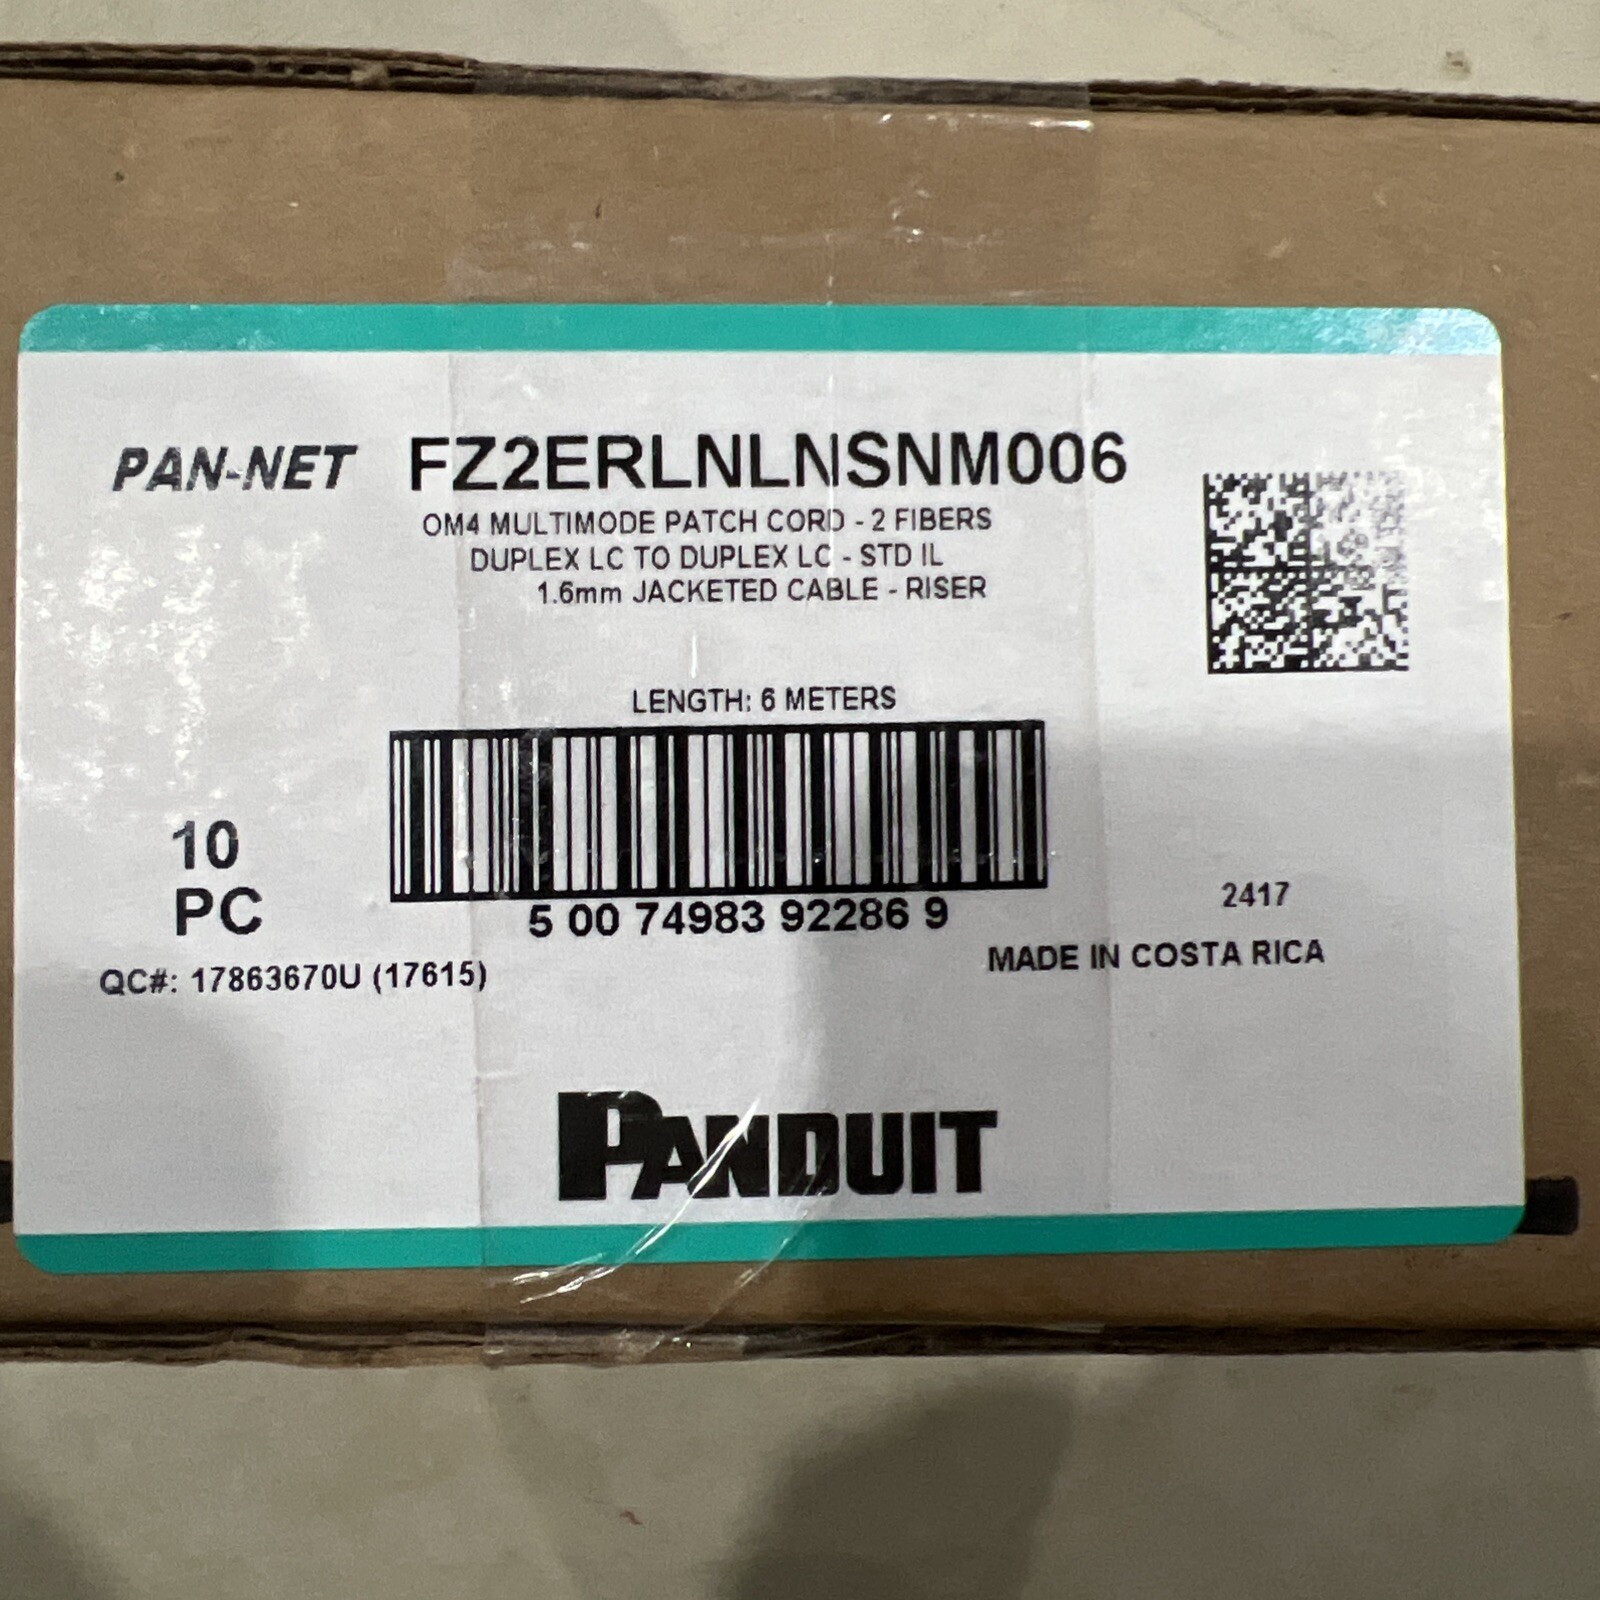 PAN-NET FZ2ERLNLNSNM006
OM4 MULTIMODE PATCH CORD - 2 FIBERS
DUPLEX LC TO DUPLEX LC - STD IL
1.6mm JACKETED CABLE - RISER
LENGTH: 6 METERS
10
PC
5 00 74983 92286 9
2417
MADE IN COSTA RICA
QC#: 17863670U (17615)
PANDUIT